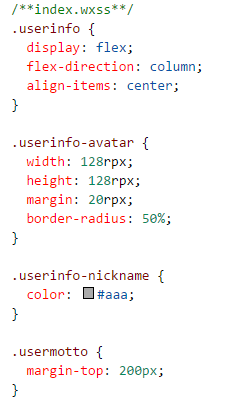 /**index.wxss**/
.userinfo {
  display: flex;
  flex-direction: column;
  align-items: center;
}

.userinfo-avatar {
  width: 128rpx;
  height: 128rpx;
  margin: 20rpx;
  border-radius: 50%;
}

.userinfo-nickname {
  color: #aaa;
}

.usermotto {
  margin-top: 200px;
}